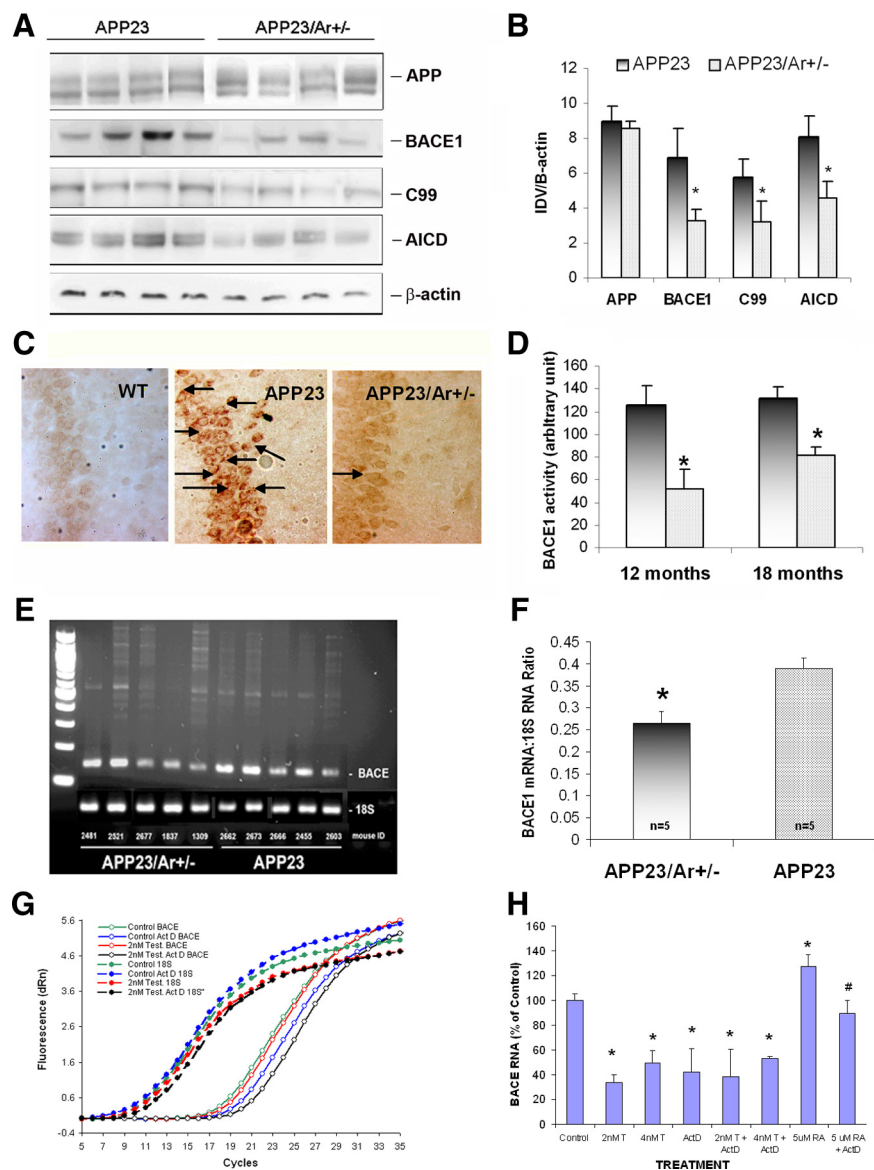 A
APP23
APP23/Ar+/-
APP
BACE1
C99
AICD
β-actin
B
APP23
APP23/Ar+/-
IDV/B-actin
12
10
8
6
4
2
0
*
*
*
APP
BACE1
C99
AICD
C
WT
APP23
APP23/Ar+/-
D
BACE1 activity (arbitrary unit)
160
140
120
100
80
60
40
20
0
*
*
12 months
18 months
E
- BACE
- 18S
2481 2521 2677 1837 1309 2662 2673 2666 2455 2603 mouse ID
APP23/Ar+/-
APP23
F
BACE1 mRNA:18S RNA Ratio
0.45
0.4
0.35
0.3
0.25
0.2
0.15
0.1
0.05
0
*
n=5
n=5
APP23/Ar+/-
APP23
G
Fluorescence (dRn)
5.6
4.6
3.6
2.6
1.6
0.6
-0.4
Control BACE
Control Act D BACE
2nM Test. BACE
2nM Test. Act D BACE
Control 18S
Control Act D 18S
2nM Test. 18S
2nM Test. Act D 18S"
5 7 9 11 13 15 17 19 21 23 25 27 29 31 33 35
Cycles
H
BACE RNA (% of Control)
160
140
120
100
80
60
40
20
0
*
*
*
*
*
*
#
Control
2nM T
4nM T
ActD
2nM T + ActD
4nM T + ActD
5uM RA
5 uM RA + ActD
TREATMENT